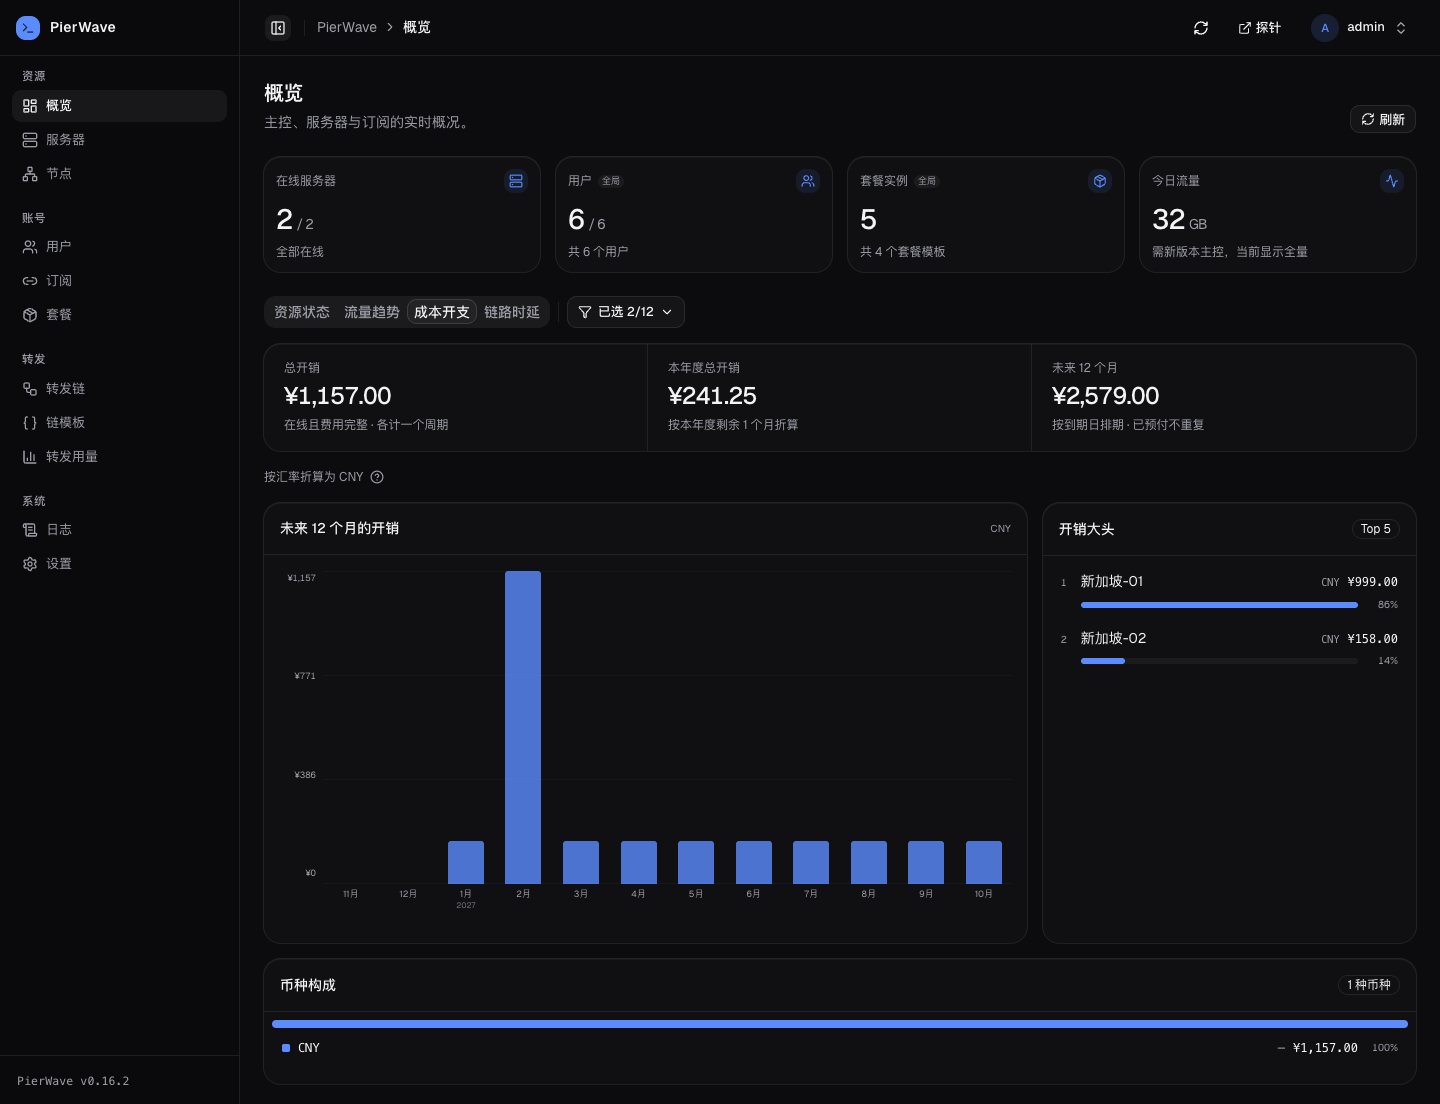 PierWave
PierWave > 概览
探针
A
admin
资源
概览
服务器
节点
账号
用户
订阅
套餐
转发
转发链
链模板
转发用量
系统
日志
设置
PierWave v0.16.2
概览
主控、服务器与订阅的实时概况。
刷新
在线服务器
2 / 2
全部在线
用户 全局
6 / 6
共 6 个用户
套餐实例 全局
5
共 4 个套餐模板
今日流量
32 GB
需新版本主控，当前显示全量
资源状态 流量趋势 成本开支 链路时延
已选 2/12
总开销
¥1,157.00
在线且费用完整 · 各计一个周期
本年度总开销
¥241.25
按本年度剩余 1 个月折算
未来 12 个月
¥2,579.00
按到期日排期 · 已预付不重复
按汇率折算为 CNY
未来 12 个月的开销
CNY
¥1,157
¥771
¥386
¥0
11月 12月 1月 2月 3月 4月 5月 6月 7月 8月 9月 10月
2027
开销大头
Top 5
1 新加坡-01 CNY ¥999.00
86%
2 新加坡-02 CNY ¥158.00
14%
币种构成
1 种币种
CNY — ¥1,157.00 100%